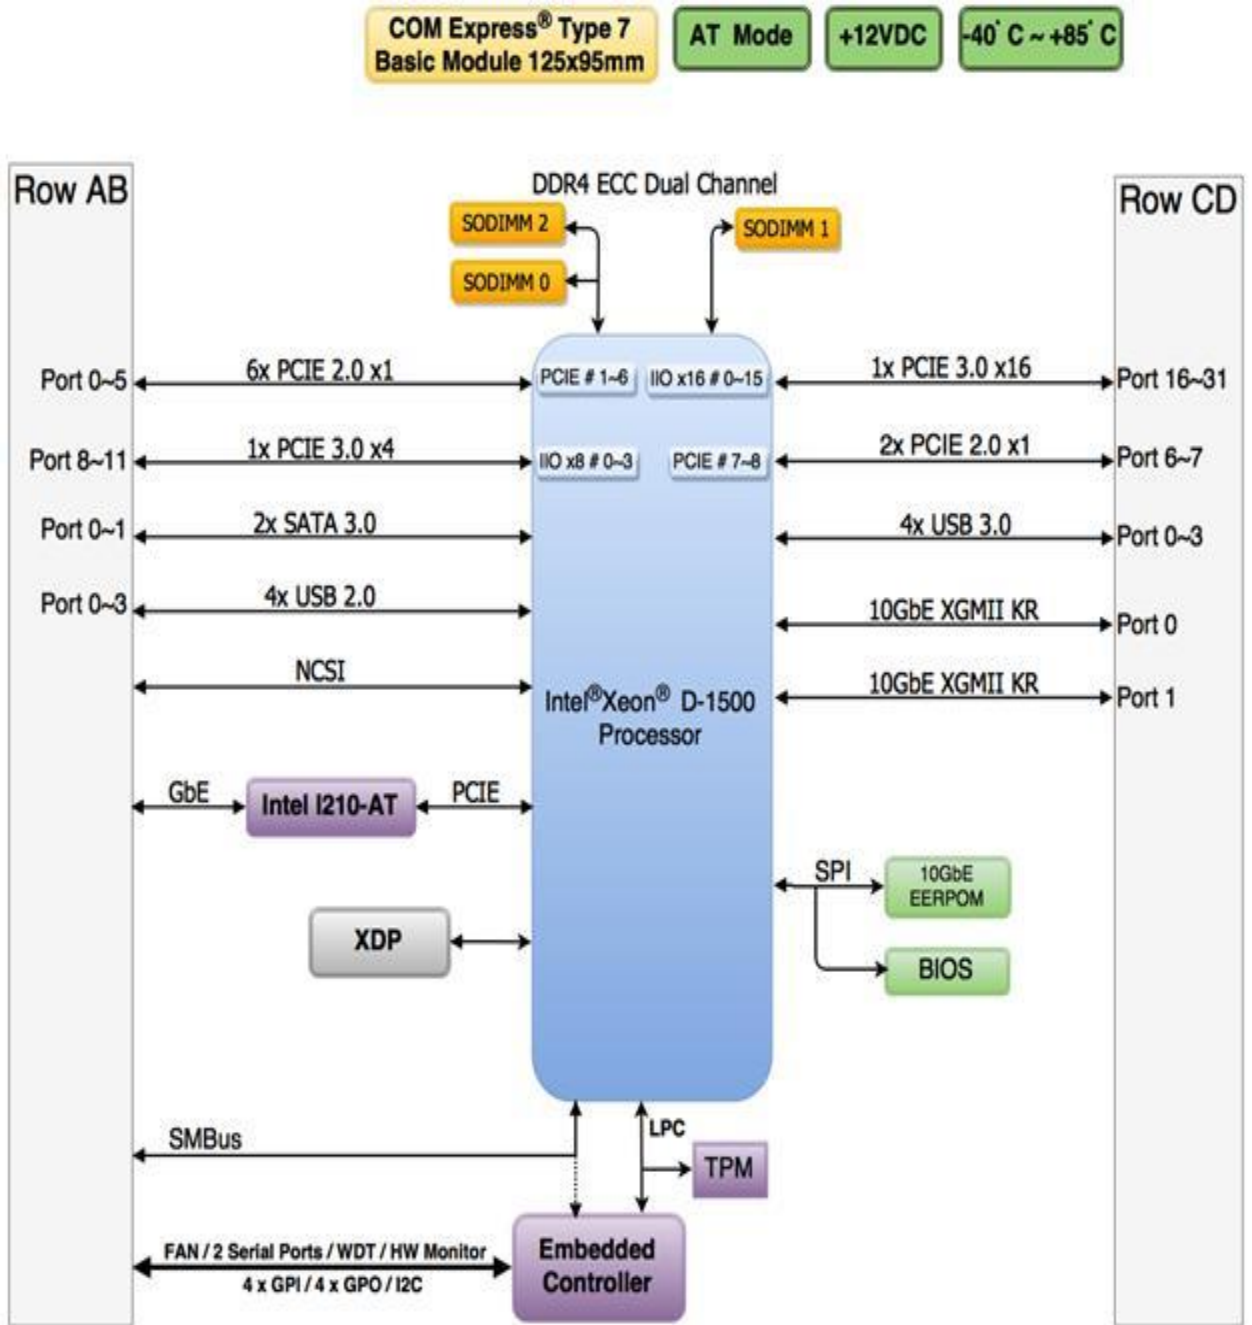 COM Express® Type 7
Basic Module 125x95mm
AT Mode
+12VDC
-40° C ~ +85° C
Row AB
DDR4 ECC Dual Channel
Row CD
SODIMM 2
SODIMM 1
SODIMM 0
Port 0~5
6x PCIE 2.0 x1
PCIE # 1~6
IIO x16 # 0~15
1x PCIE 3.0 x16
Port 16~31
Port 8~11
1x PCIE 3.0 x4
IIO x8 # 0~3
PCIE # 7~8
2x PCIE 2.0 x1
Port 6~7
Port 0~1
2x SATA 3.0
4x USB 3.0
Port 0~3
Port 0~3
4x USB 2.0
10GbE XGMII KR
Port 0
NCSI
10GbE XGMII KR
Port 1
Intel®Xeon® D-1500
Processor
GbE
Intel I210-AT
PCIE
SPI
10GbE
EERPOM
XDP
BIOS
SMBus
LPC
TPM
FAN / 2 Serial Ports / WDT / HW Monitor
4 x GPI / 4 x GPO / I2C
Embedded
Controller